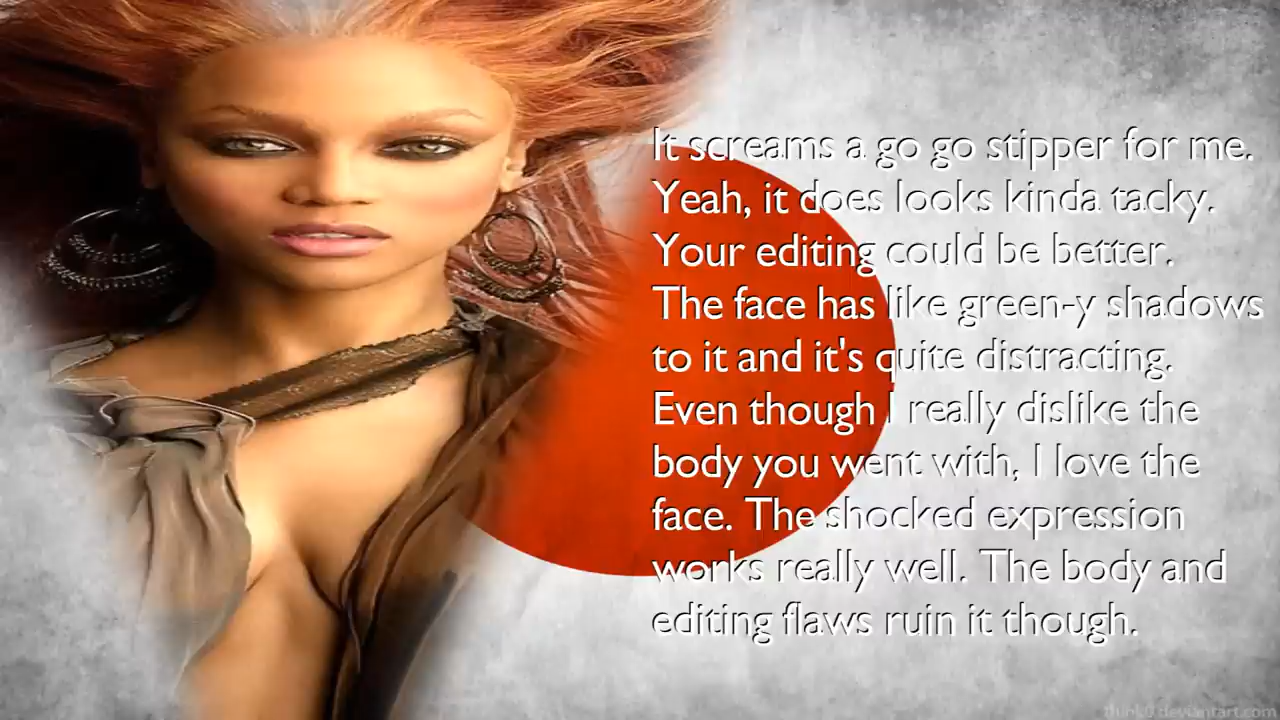 It screams a go go stipper for me.
Yeah, it does looks kinda tacky.
Your editing could be better.
The face has like green-y shadows
to it and it's quite distracting.
Even though I really dislike the
body you went with, I love the
face. The shocked expression
works really well. The body and
editing flaws ruin it though.